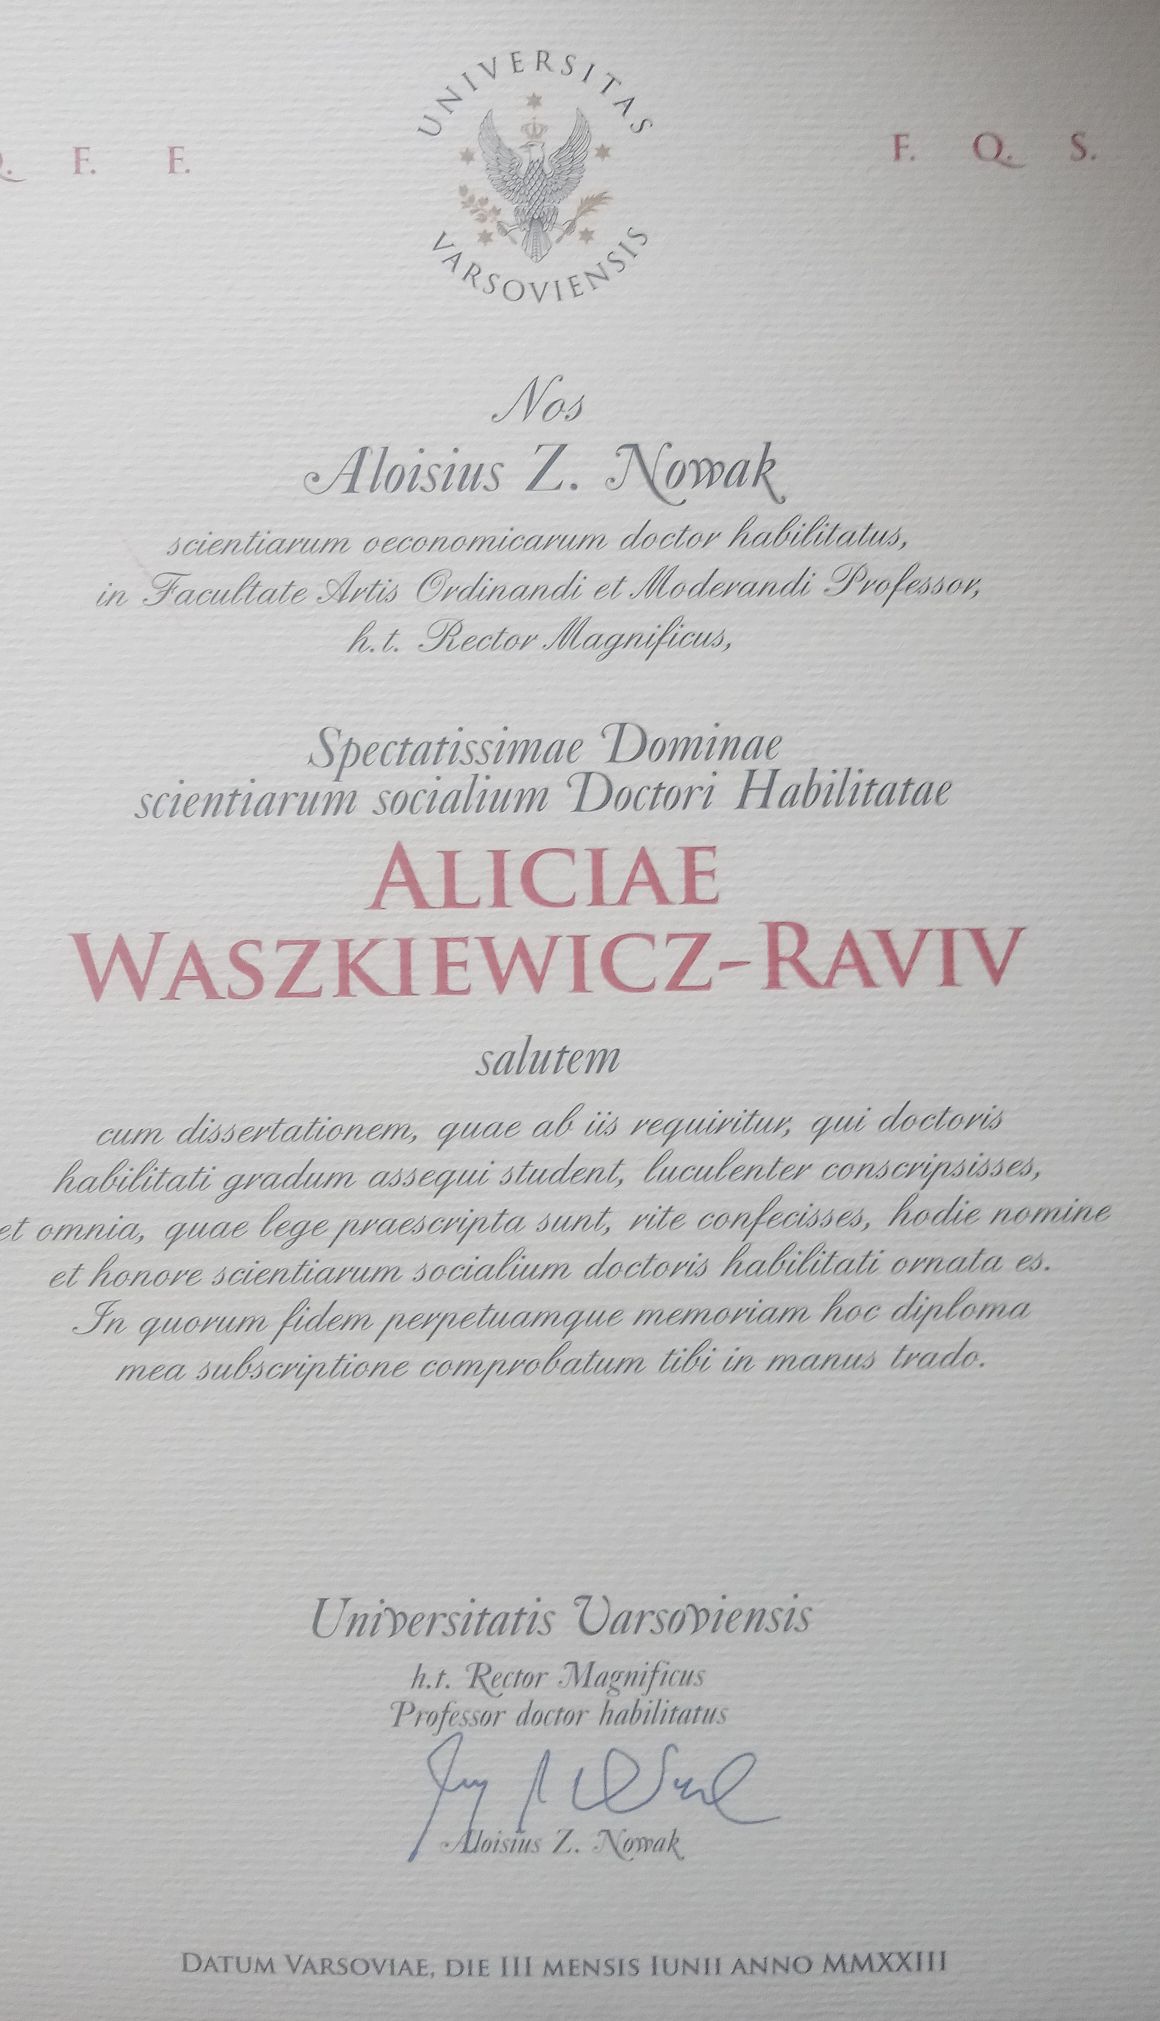 UNIVERSITAS
VARSOVIENSIS
Q. F. F. F. Q. S.
Nos
Aloisius Z. Nowak
scientiarum oeconomicarum doctor habilitatus,
in Facultate Artis Ordinandi et Moderandi Professor,
h.t. Rector Magnificus,
Spectatissimae Dominae
scientiarum socialium Doctori Habilitatae
ALICIAE
WASZKIEWICZ-RAVIV
salutem
cum dissertationem, quae ab iis requiritur, qui doctoris
habilitati gradum assequi student, luculenter conscripsisses,
et omnia, quae lege praescripta sunt, rite confecisses, hodie nomine
et honore scientiarum socialium doctoris habilitati ornata es.
In quorum fidem perpetuamque memoriam hoc diploma
mea subscriptione comprobatum tibi in manus trado.
Universitatis Varsoviensis
h.t. Rector Magnificus
Professor doctor habilitatus
Aloisius Z. Nowak
DATUM VARSOVIAE, DIE III MENSIS IUNII ANNO MMXXIII